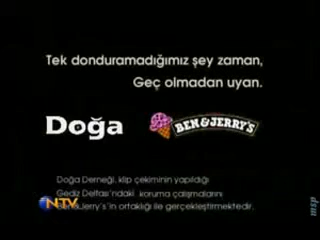 Tek donduramadığımız şey zaman,
Geç olmadan uyan.
Doğa
BEN&JERRY'S
Doğa Derneği, klip çekiminin yapıldığı
Gediz Deltası'ndaki koruma çalışmalarını
Ben&Jerry's'in ortaklığı ile gerçekleştirmektedir.
NTV
msp